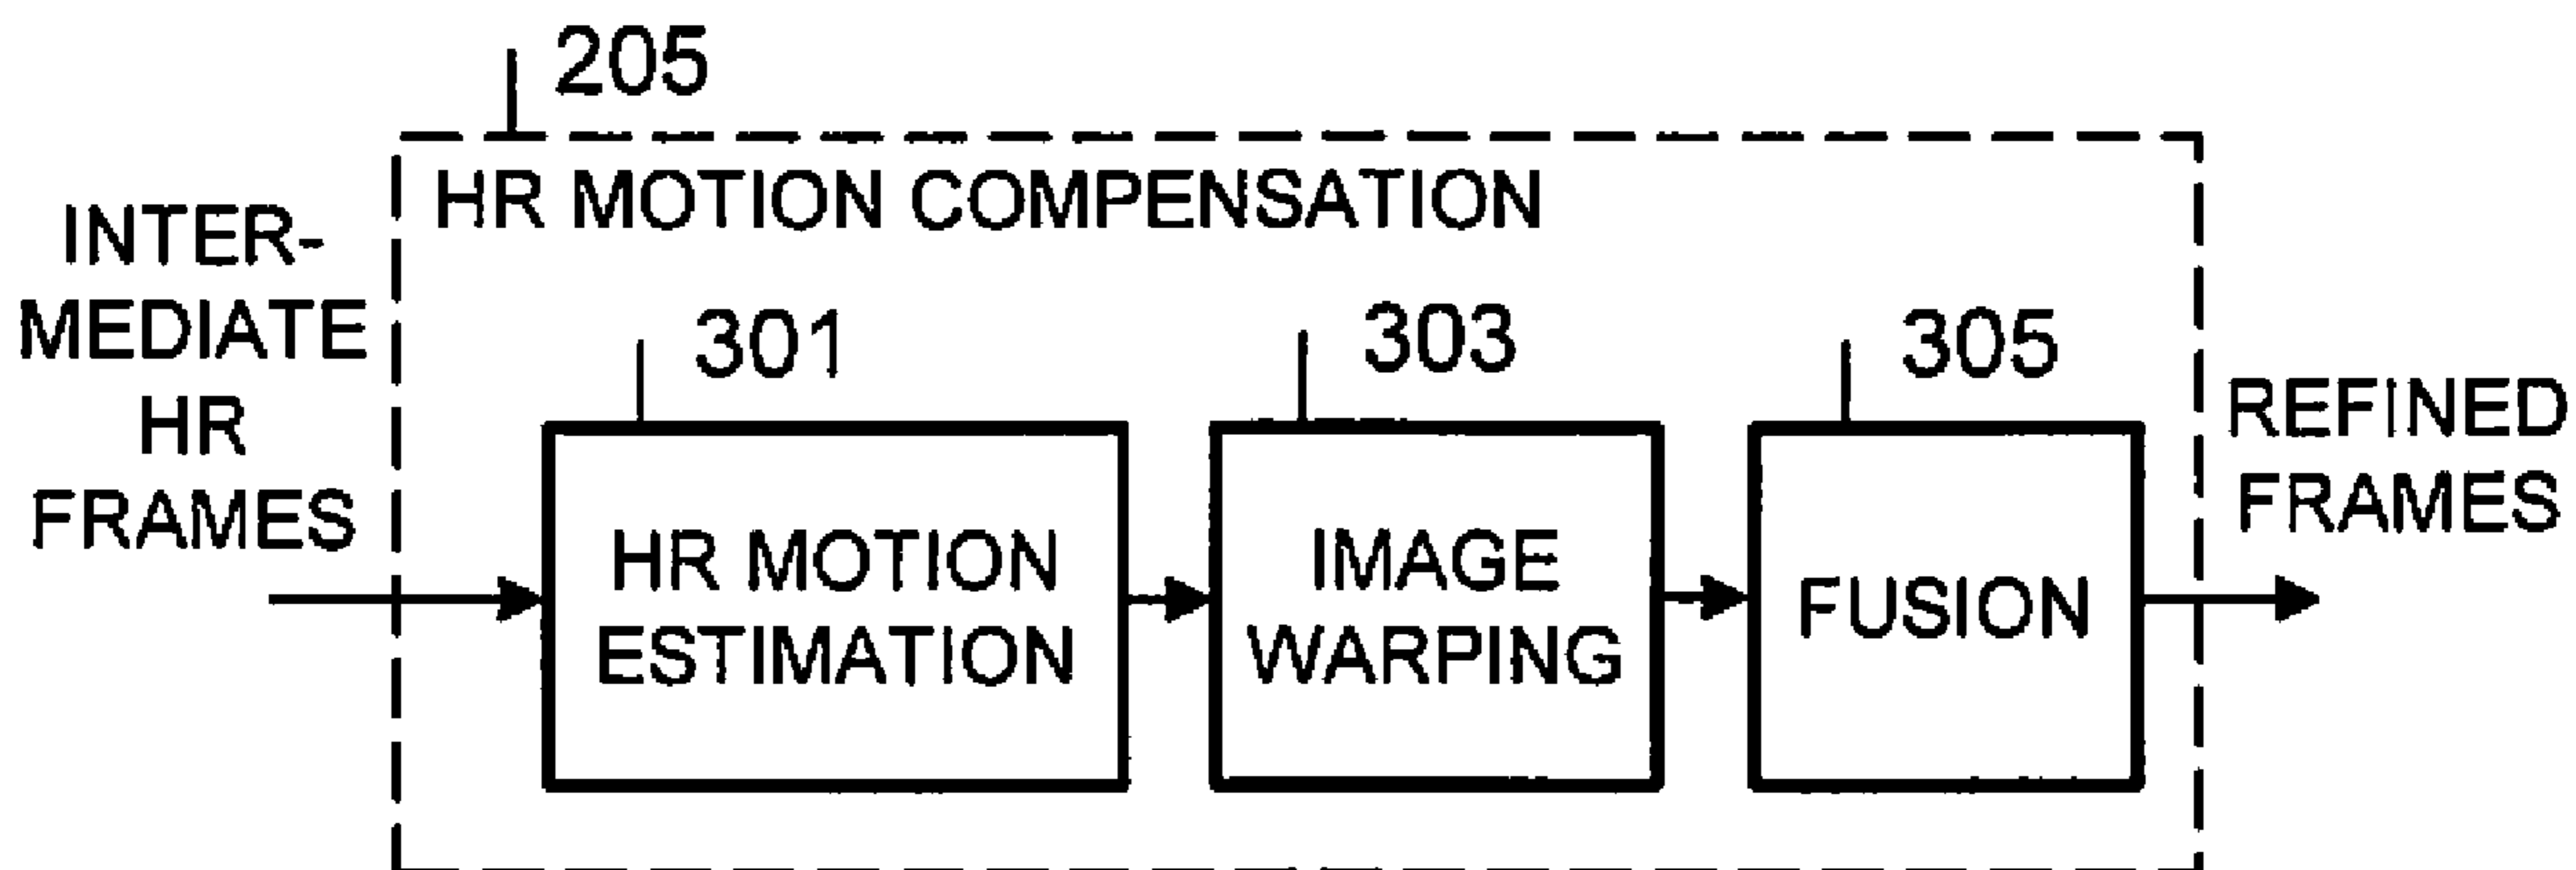 205
HR MOTION COMPENSATION
INTER-
MEDIATE
HR
FRAMES
301
HR MOTION
ESTIMATION
303
IMAGE
WARPING
305
FUSION
REFINED
FRAMES